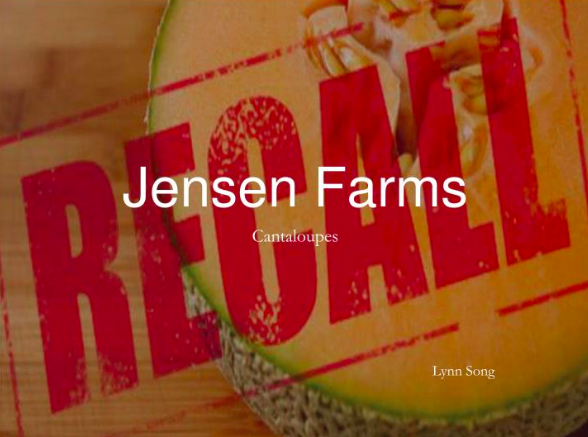 RECALL
Jensen Farms
Cantaloupes
Lynn Song